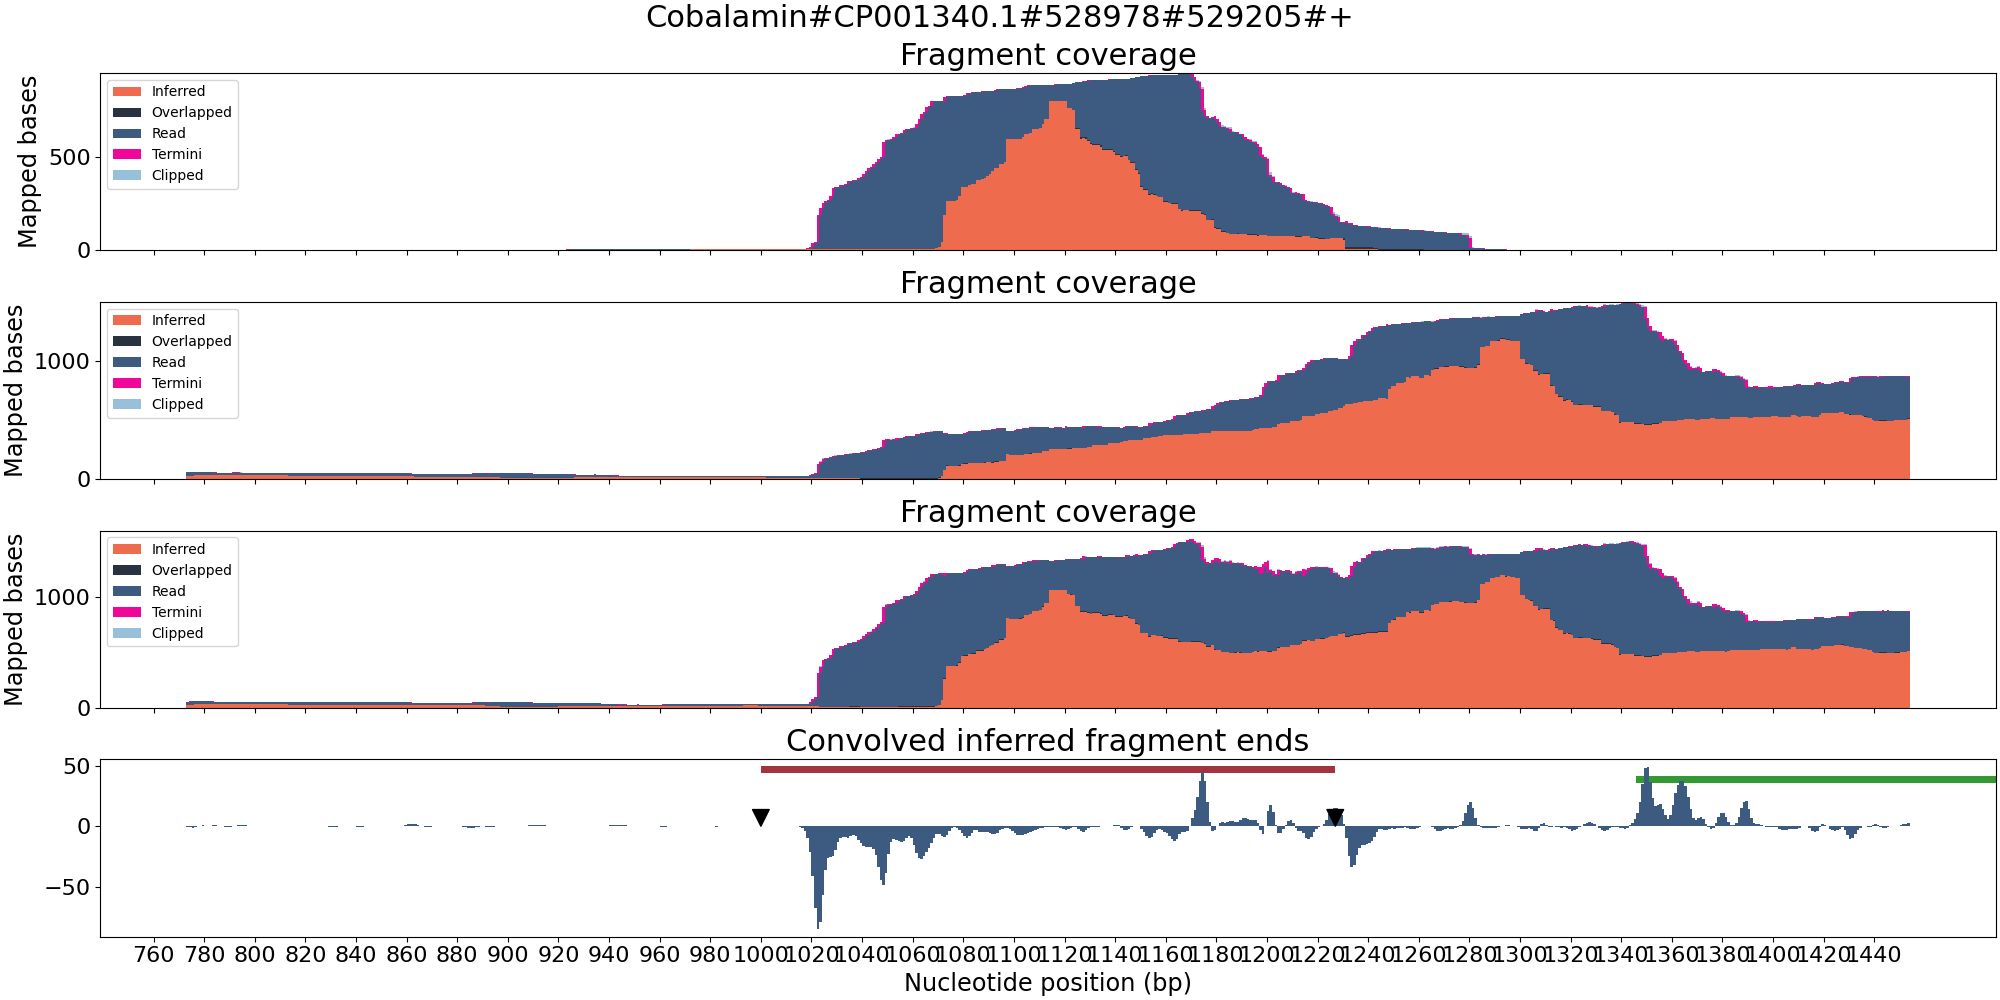 Cobalamin#CP001340.1#528978#529205#+
Fragment coverage
Mapped bases
500
0
Inferred
Overlapped
Read
Termini
Clipped
Fragment coverage
Mapped bases
1000
0
Inferred
Overlapped
Read
Termini
Clipped
Fragment coverage
Mapped bases
1000
0
Inferred
Overlapped
Read
Termini
Clipped
Convolved inferred fragment ends
50
0
−50
760 780 800 820 840 860 880 900 920 940 960 980 1000 1020 1040 1060 1080 1100 1120 1140 1160 1180 1200 1220 1240 1260 1280 1300 1320 1340 1360 1380 1400 1420 1440
Nucleotide position (bp)